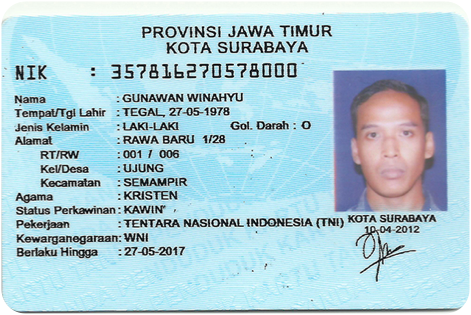 PROVINSI JAWA TIMUR
KOTA SURABAYA
NIK : 357816270578000
Nama : GUNAWAN WINAHYU
Tempat/Tgl Lahir : TEGAL, 27-05-1978
Jenis Kelamin : LAKI-LAKI Gol. Darah : O
Alamat : RAWA BARU 1/28
RT/RW : 001 / 006
Kel/Desa : UJUNG
Kecamatan : SEMAMPIR
Agama : KRISTEN
Status Perkawinan : KAWIN
Pekerjaan : TENTARA NASIONAL INDONESIA (TNI)
Kewarganegaraan : WNI
Berlaku Hingga : 27-05-2017
KOTA SURABAYA
10-04-2012